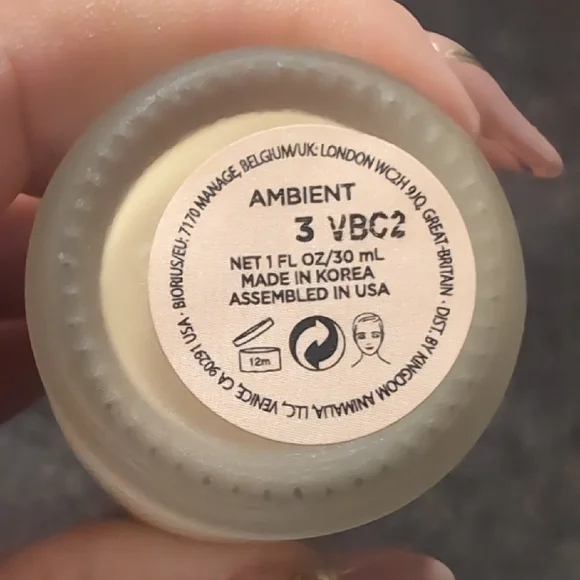 AMBIENT
3 VBC2
NET 1 FL OZ/30 mL
MADE IN KOREA
ASSEMBLED IN USA
12m
BIORIUS/EU: 7170 MANAGE, BELGIUM/UK: LONDON WC2H 9JQ, GREAT-BRITAIN · DIST. BY KINGDOM ANIMALIA, LLC, VENICE, CA 90291 USA ·